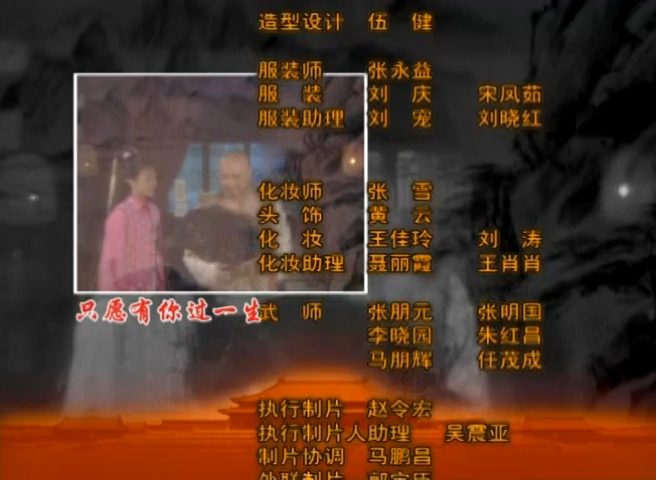 造型设计 伍 健
服装师 张永益
服 装 刘 庆 宋凤茹
服装助理 刘 宠 刘晓红
化妆师 张 雪
头 饰 黄 云
化 妆 王佳玲 刘 涛
化妆助理 聂丽霞 王肖肖
只愿有你过一生
武 师 张朋元 张明国
李晓园 朱红昌
马朋辉 任茂成
执行制片 赵令宏
执行制片人助理 吴震亚
制片协调 马鹏昌
外联制片